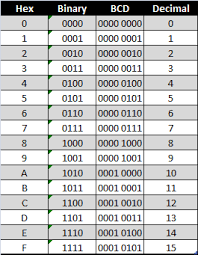 Hex Binary BCD Decimal
0 0000 0000 0000 0
1 0001 0000 0001 1
2 0010 0000 0010 2
3 0011 0000 0011 3
4 0100 0000 0100 4
5 0101 0000 0101 5
6 0110 0000 0110 6
7 0111 0000 0111 7
8 1000 0000 1000 8
9 1001 0000 1001 9
A 1010 0001 0000 10
B 1011 0001 0001 11
C 1100 0001 0010 12
D 1101 0001 0011 13
E 1110 0001 0100 14
F 1111 0001 0101 15